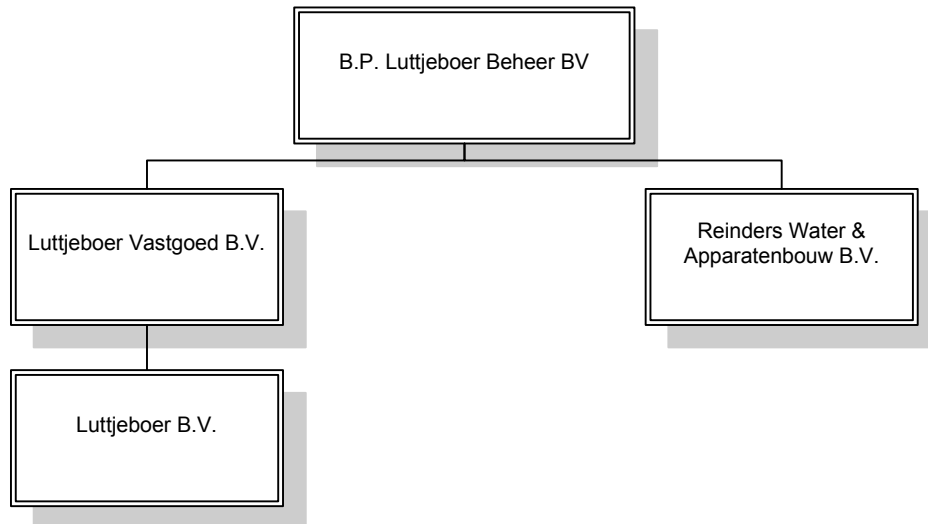 B.P. Luttjeboer Beheer BV
Luttjeboer Vastgoed B.V.
Reinders Water &
Apparatenbouw B.V.
Luttjeboer B.V.